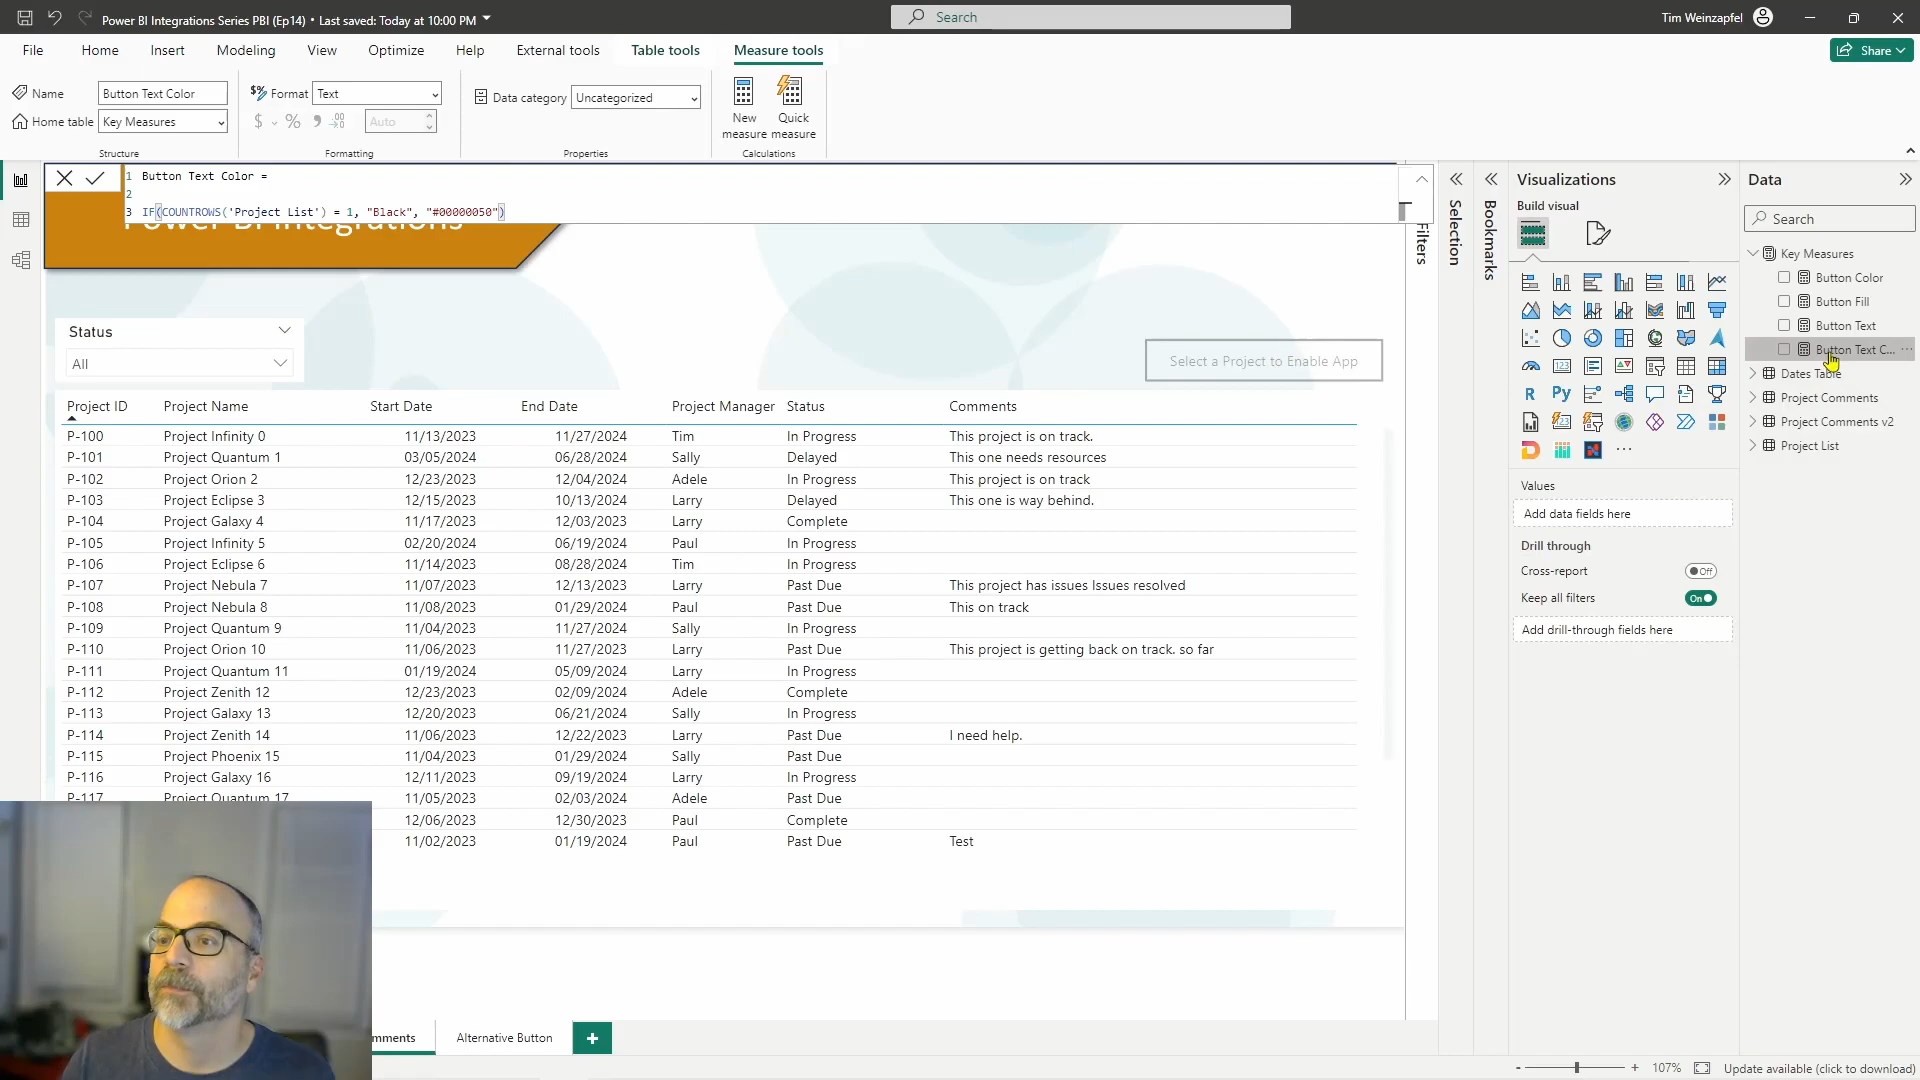 Power BI Integrations Series PBI (Ep14) • Last saved: Today at 10:00 PM
Search
Tim Weinzapfel
File Home Insert Modeling View Optimize Help External tools Table tools Measure tools
Share
Name Button Text Color
Home table Key Measures
Structure
Format Text
$ % Auto
Formatting
Data category Uncategorized
Properties
New measure
Quick measure
Calculations
1 Button Text Color =
2
3 IF(COUNTROWS('Project List') = 1, "Black", "#00000050")
Power BI Integrations
Status
All
Select a Project to Enable App
Project ID Project Name Start Date End Date Project Manager Status Comments
P-100 Project Infinity 0 11/13/2023 11/27/2024 Tim In Progress This project is on track.
P-101 Project Quantum 1 03/05/2024 06/28/2024 Sally Delayed This one needs resources
P-102 Project Orion 2 12/23/2023 12/04/2024 Adele In Progress This project is on track
P-103 Project Eclipse 3 12/15/2023 10/13/2024 Larry Delayed This one is way behind.
P-104 Project Galaxy 4 11/17/2023 12/03/2023 Larry Complete
P-105 Project Infinity 5 02/20/2024 06/19/2024 Paul In Progress
P-106 Project Eclipse 6 11/14/2023 08/28/2024 Tim In Progress
P-107 Project Nebula 7 11/07/2023 12/13/2023 Larry Past Due This project has issues Issues resolved
P-108 Project Nebula 8 11/08/2023 01/29/2024 Paul Past Due This on track
P-109 Project Quantum 9 11/04/2023 11/27/2024 Sally In Progress
P-110 Project Orion 10 11/06/2023 11/27/2023 Larry Past Due This project is getting back on track. so far
P-111 Project Quantum 11 01/19/2024 05/09/2024 Larry In Progress
P-112 Project Zenith 12 12/23/2023 02/09/2024 Adele Complete
P-113 Project Galaxy 13 12/20/2023 06/21/2024 Sally In Progress
P-114 Project Zenith 14 11/06/2023 12/22/2023 Larry Past Due I need help.
P-115 Project Phoenix 15 11/04/2023 01/29/2024 Sally Past Due
P-116 Project Galaxy 16 12/11/2023 09/19/2024 Larry In Progress
P-117 Project Quantum 17 11/05/2023 02/03/2024 Adele Past Due
12/06/2023 12/30/2023 Paul Complete
11/02/2023 01/19/2024 Paul Past Due Test
Filters
Selection
Bookmarks
Visualizations
Build visual
R Py
Values
Add data fields here
Drill through
Cross-report Off
Keep all filters On
Add drill-through fields here
Data
Search
Key Measures
Button Color
Button Fill
Button Text
Button Text C...
Dates Table
Project Comments
Project Comments v2
Project List
mments Alternative Button +
- + 107% Update available (click to download)